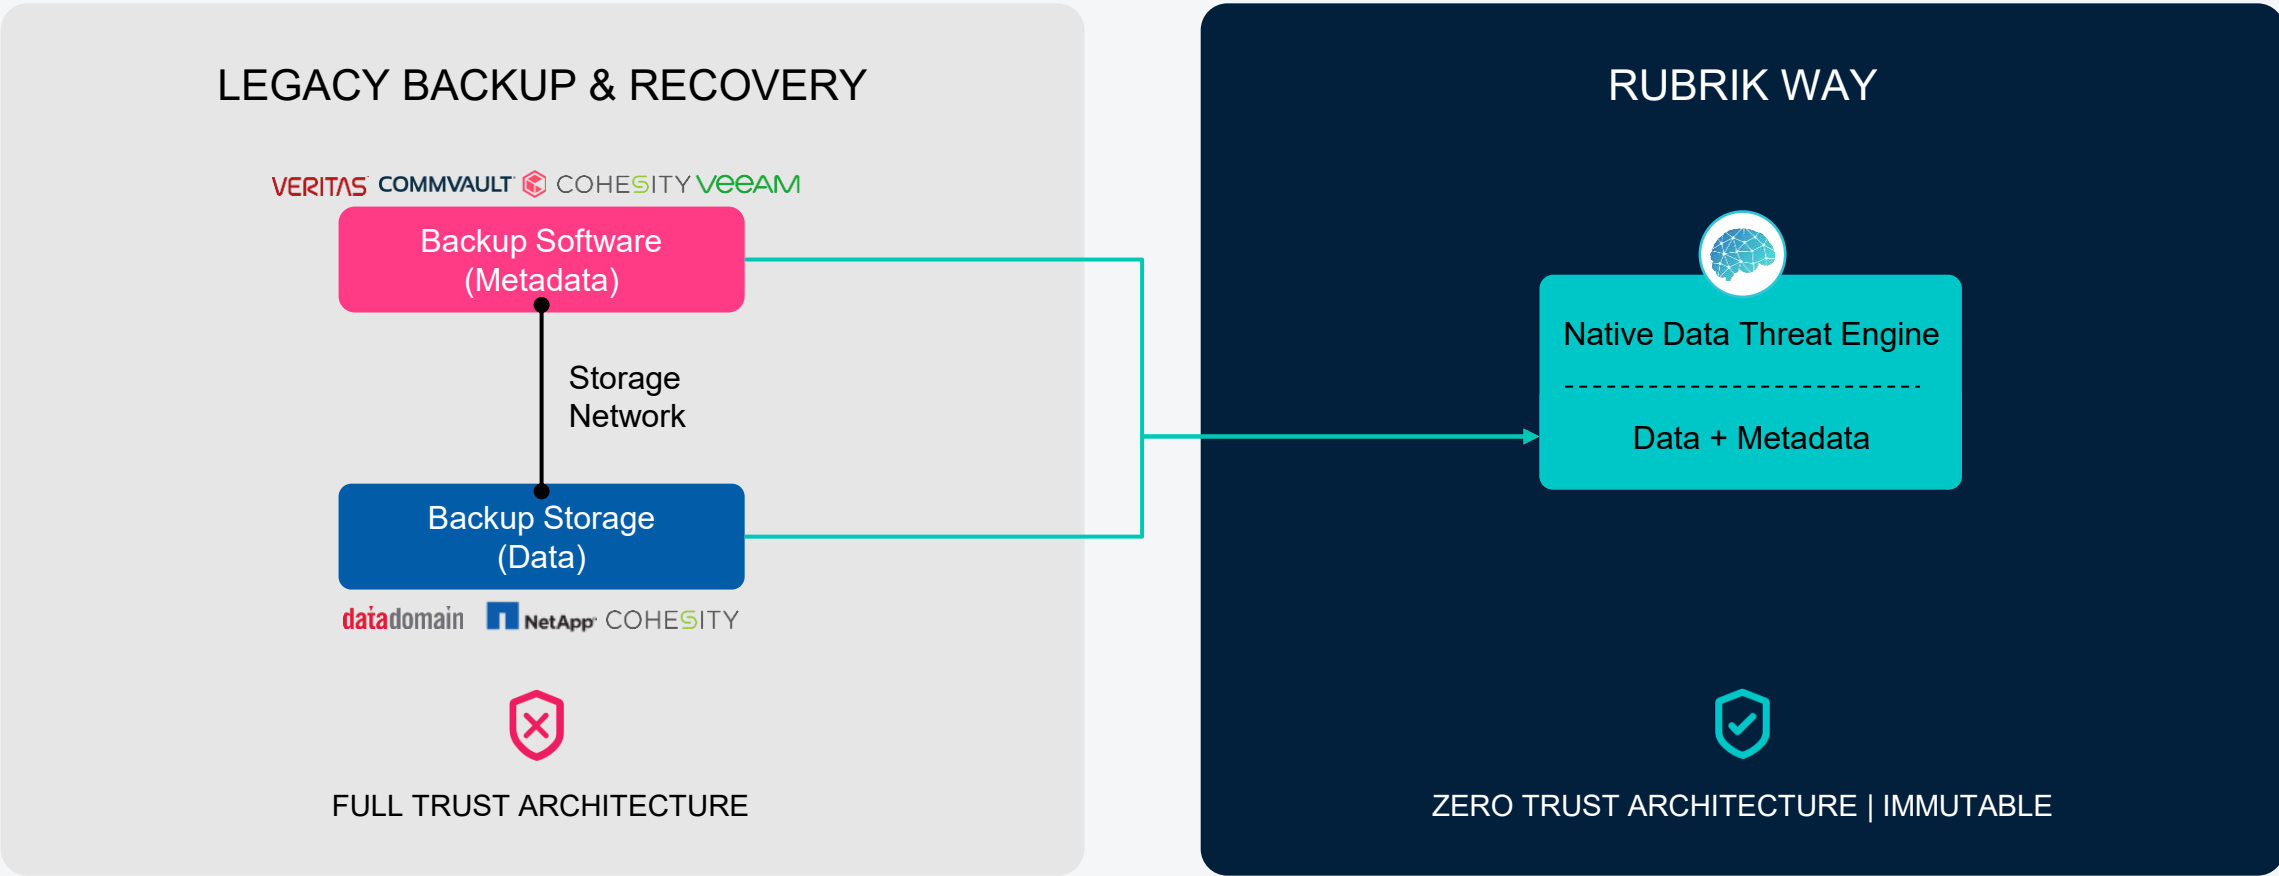 LEGACY BACKUP & RECOVERY
VERITAS COMMVAULT COHESITY VEEAM
Backup Software
(Metadata)
Storage
Network
Backup Storage
(Data)
datadomain NetApp COHESITY
FULL TRUST ARCHITECTURE
RUBRIK WAY
Native Data Threat Engine
Data + Metadata
ZERO TRUST ARCHITECTURE | IMMUTABLE